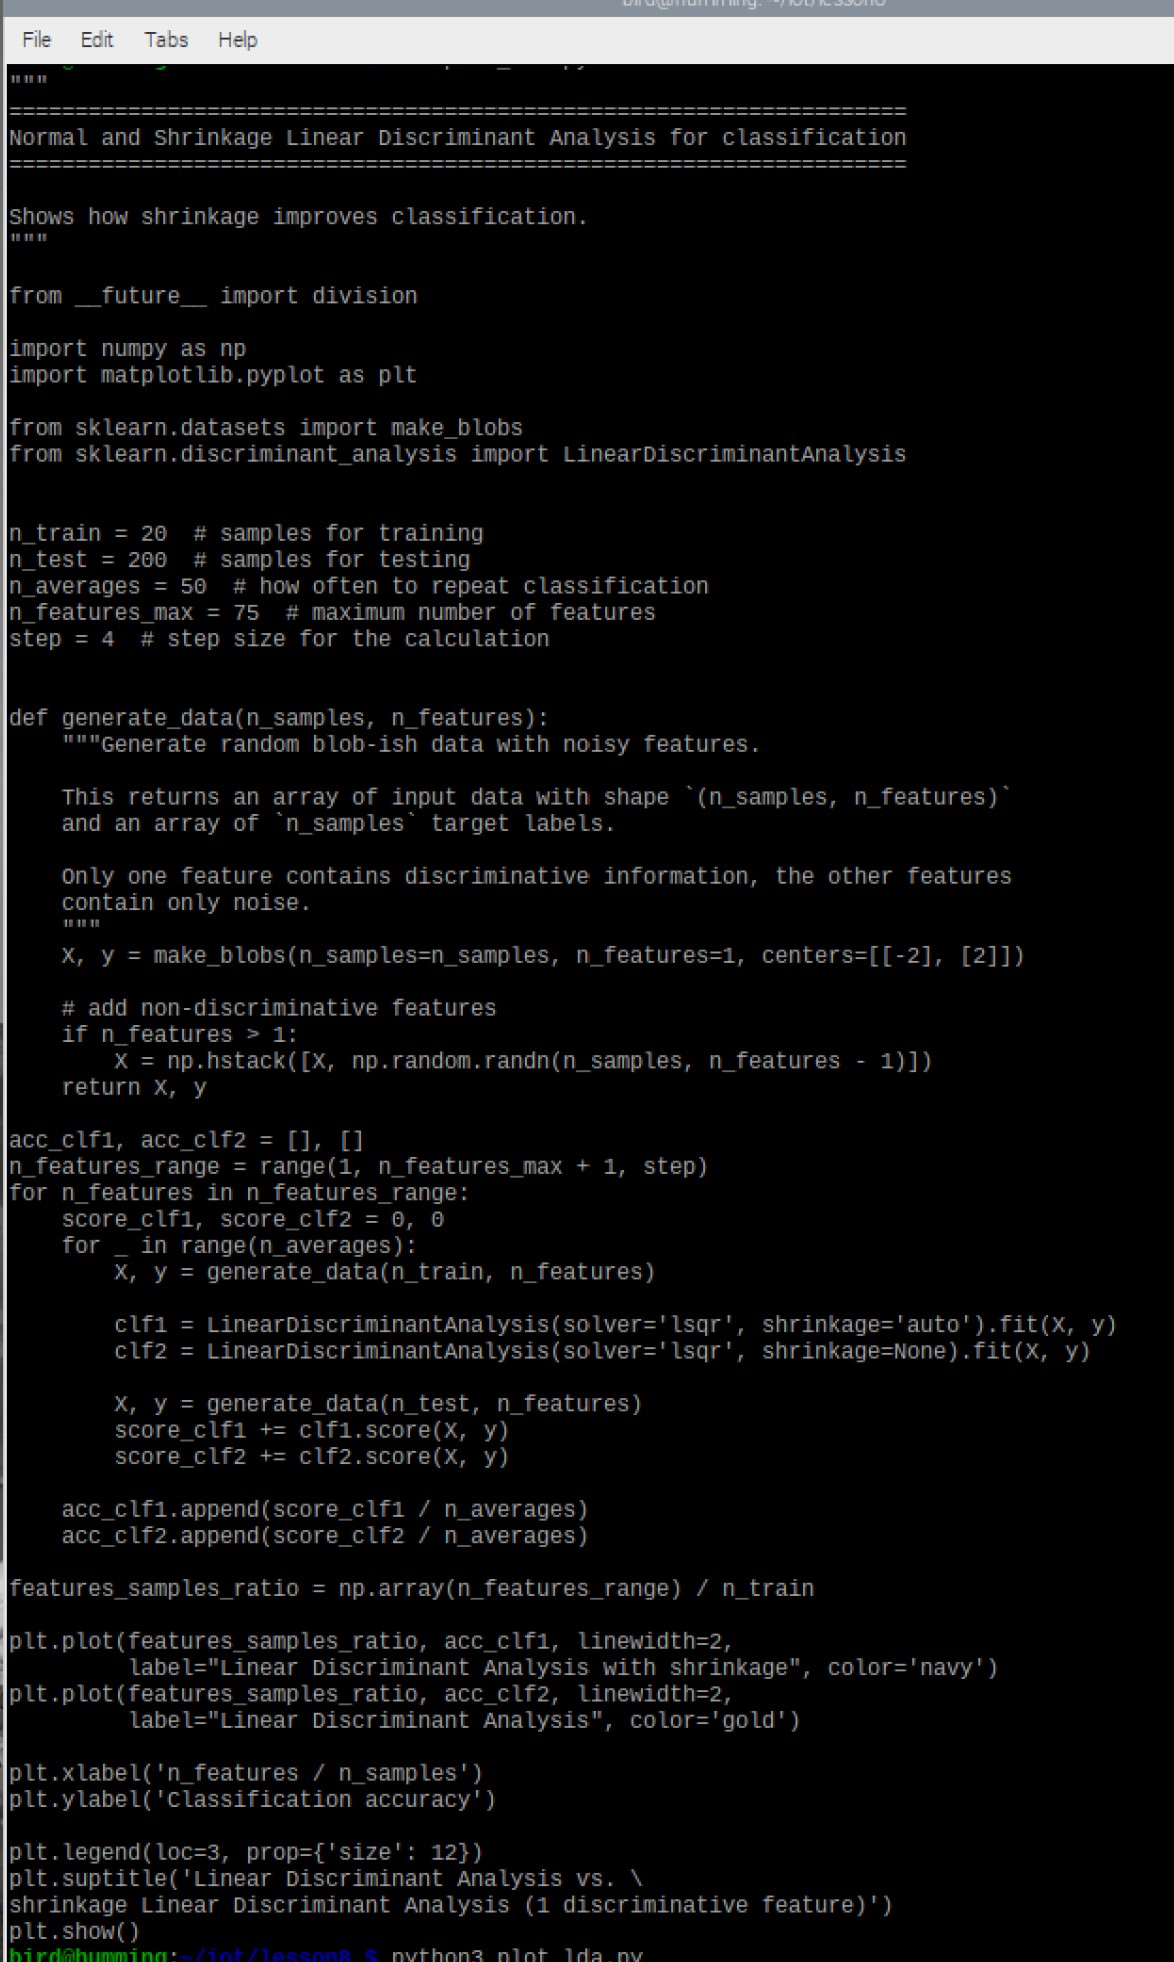 File Edit Tabs Help
"""
====================================================================
Normal and Shrinkage Linear Discriminant Analysis for classification
====================================================================

Shows how shrinkage improves classification.
"""

from __future__ import division

import numpy as np
import matplotlib.pyplot as plt

from sklearn.datasets import make_blobs
from sklearn.discriminant_analysis import LinearDiscriminantAnalysis


n_train = 20  # samples for training
n_test = 200  # samples for testing
n_averages = 50  # how often to repeat classification
n_features_max = 75  # maximum number of features
step = 4  # step size for the calculation


def generate_data(n_samples, n_features):
    """Generate random blob-ish data with noisy features.

    This returns an array of input data with shape `(n_samples, n_features)`
    and an array of `n_samples` target labels.

    Only one feature contains discriminative information, the other features
    contain only noise.
    """
    X, y = make_blobs(n_samples=n_samples, n_features=1, centers=[[-2], [2]])

    # add non-discriminative features
    if n_features > 1:
        X = np.hstack([X, np.random.randn(n_samples, n_features - 1)])
    return X, y

acc_clf1, acc_clf2 = [], []
n_features_range = range(1, n_features_max + 1, step)
for n_features in n_features_range:
    score_clf1, score_clf2 = 0, 0
    for _ in range(n_averages):
        X, y = generate_data(n_train, n_features)

        clf1 = LinearDiscriminantAnalysis(solver='lsqr', shrinkage='auto').fit(X, y)
        clf2 = LinearDiscriminantAnalysis(solver='lsqr', shrinkage=None).fit(X, y)

        X, y = generate_data(n_test, n_features)
        score_clf1 += clf1.score(X, y)
        score_clf2 += clf2.score(X, y)

    acc_clf1.append(score_clf1 / n_averages)
    acc_clf2.append(score_clf2 / n_averages)

features_samples_ratio = np.array(n_features_range) / n_train

plt.plot(features_samples_ratio, acc_clf1, linewidth=2,
         label="Linear Discriminant Analysis with shrinkage", color='navy')
plt.plot(features_samples_ratio, acc_clf2, linewidth=2,
         label="Linear Discriminant Analysis", color='gold')

plt.xlabel('n_features / n_samples')
plt.ylabel('Classification accuracy')

plt.legend(loc=3, prop={'size': 12})
plt.suptitle('Linear Discriminant Analysis vs. \
shrinkage Linear Discriminant Analysis (1 discriminative feature)')
plt.show()
bird@humming:~/iot/lesson8 $ python3 plot_lda.py